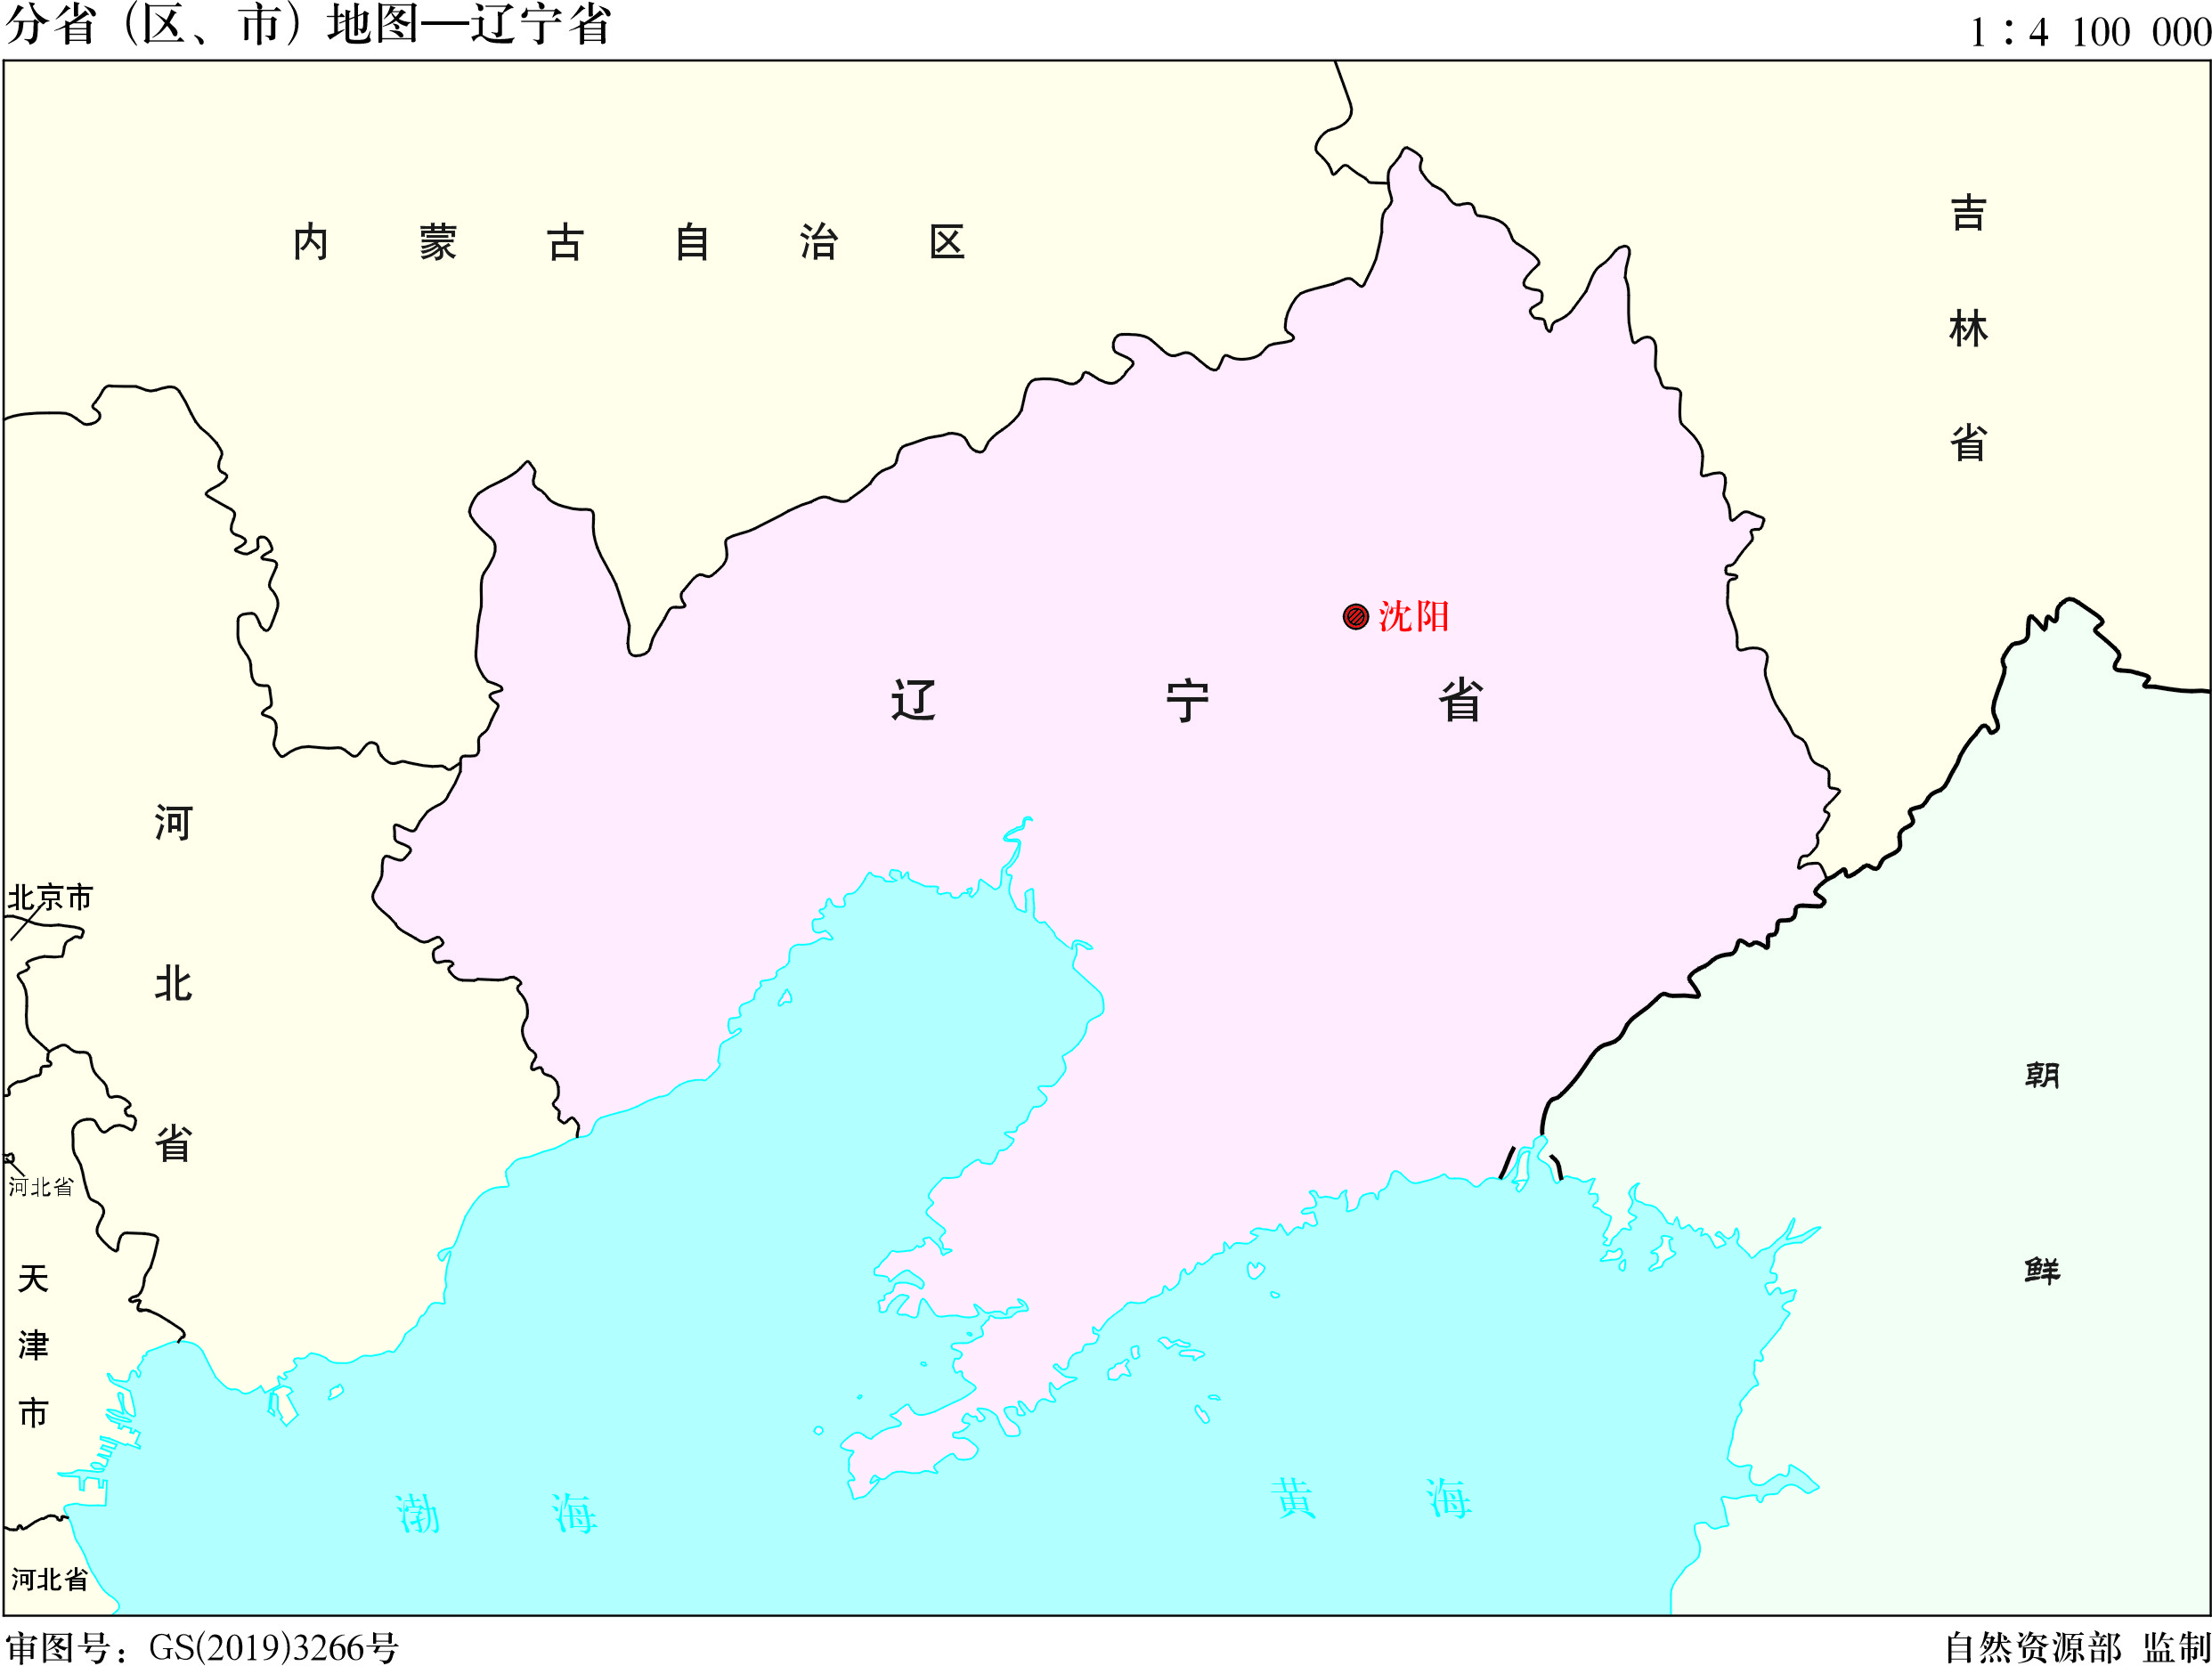 分省（区、市）地图—辽宁省
1：4 100 000
内蒙古自治区
吉林省
沈阳
辽宁省
河北省
北京市
河北省
天津市
河北省
朝鲜
渤海
黄海
审图号：GS(2019)3266号
自然资源部 监制